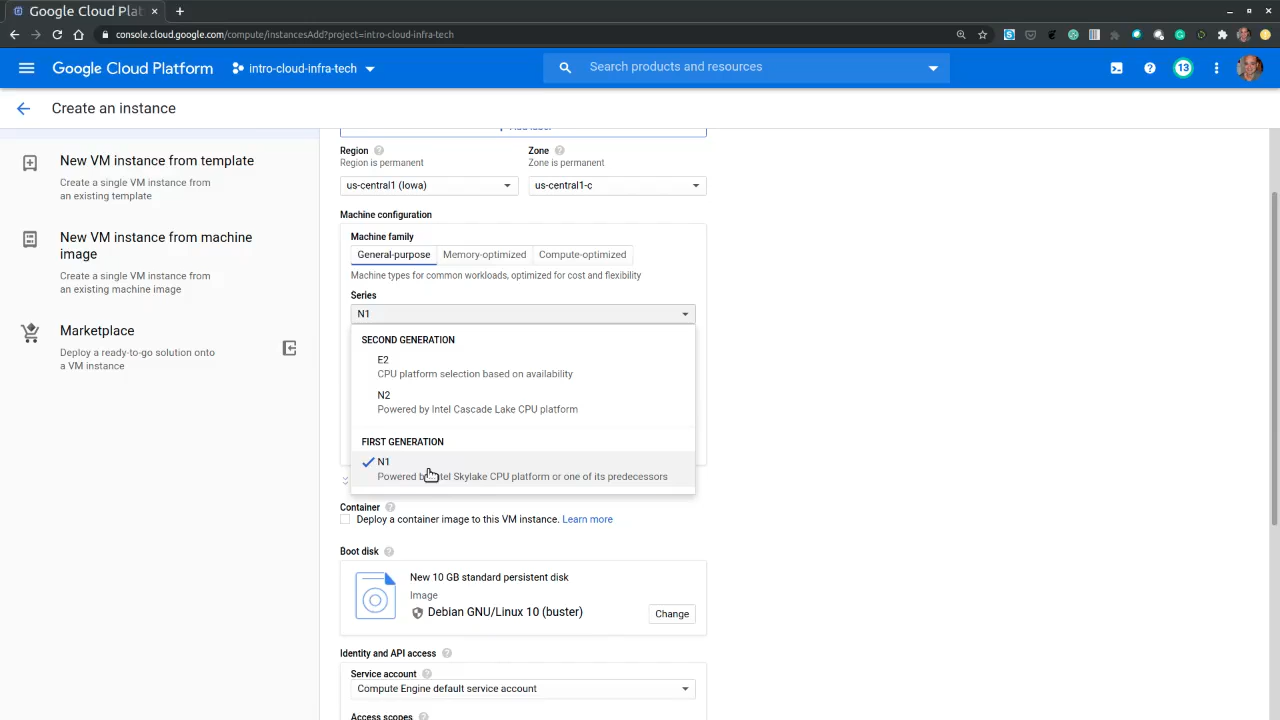 Google Cloud Plat
console.cloud.google.com/compute/instancesAdd?project=intro-cloud-infra-tech
Google Cloud Platform
intro-cloud-infra-tech
Search products and resources
13
Create an instance
New VM instance from template
Create a single VM instance from
an existing template
New VM instance from machine
image
Create a single VM instance from
an existing machine image
Marketplace
Deploy a ready-to-go solution onto
a VM instance
Region
Region is permanent
Zone
Zone is permanent
us-central1 (Iowa)
us-central1-c
Machine configuration
Machine family
General-purpose
Memory-optimized
Compute-optimized
Machine types for common workloads, optimized for cost and flexibility
Series
N1
SECOND GENERATION
E2
CPU platform selection based on availability
N2
Powered by Intel Cascade Lake CPU platform
FIRST GENERATION
N1
Powered by Intel Skylake CPU platform or one of its predecessors
Container
Deploy a container image to this VM instance. Learn more
Boot disk
New 10 GB standard persistent disk
Image
Debian GNU/Linux 10 (buster)
Change
Identity and API access
Service account
Compute Engine default service account
Access scopes